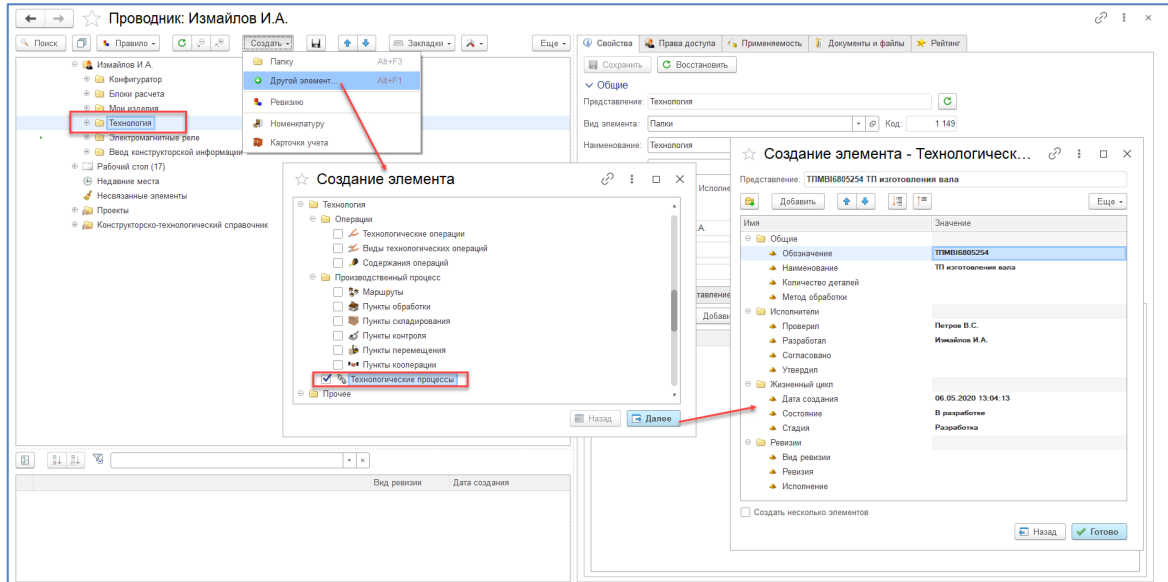 Проводник: Измайлов И.А.
Поиск
Правило
Создать
Закладки
Еще
Измайлов И.А.
Конфигуратор
Блоки расчета
Мои изделия
Технология
Электромагнитные реле
Ввод конструкторской информации
Рабочий стол (17)
Недавние места
Несвязанные элементы
Проекты
Конструкторско-технологический справочник
Папку Alt+F3
Другой элемент... Alt+F1
Ревизию
Номенклатуру
Карточки учета
Вид ревизии Дата создания
Свойства Права доступа Применяемость Документы и файлы Рейтинг
Сохранить Восстановить
Общие
Представление: Технология
Вид элемента: Папки Код: 1 149
Наименование: Технология
Исполне
.А.
тавление
Добави
Создание элемента
Технология
Операции
Технологические операции
Виды технологических операций
Содержания операций
Производственный процесс
Маршруты
Пункты обработки
Пункты складирования
Пункты контроля
Пункты перемещения
Пункты кооперации
Технологические процессы
Прочее
Назад Далее
Создание элемента - Технологическ...
Представление: ТПМВІ6805254 ТП изготовления вала
Добавить Еще
Имя Значение
Общие
Обозначение ТПМВІ6805254
Наименование ТП изготовления вала
Количество деталей
Метод обработки
Исполнители
Проверил Петров В.С.
Разработал Измайлов И.А.
Согласовано
Утвердил
Жизненный цикл
Дата создания 06.05.2020 13:04:13
Состояние В разработке
Стадия Разработка
Ревизии
Вид ревизии
Ревизия
Исполнение
Создать несколько элементов
Назад Готово